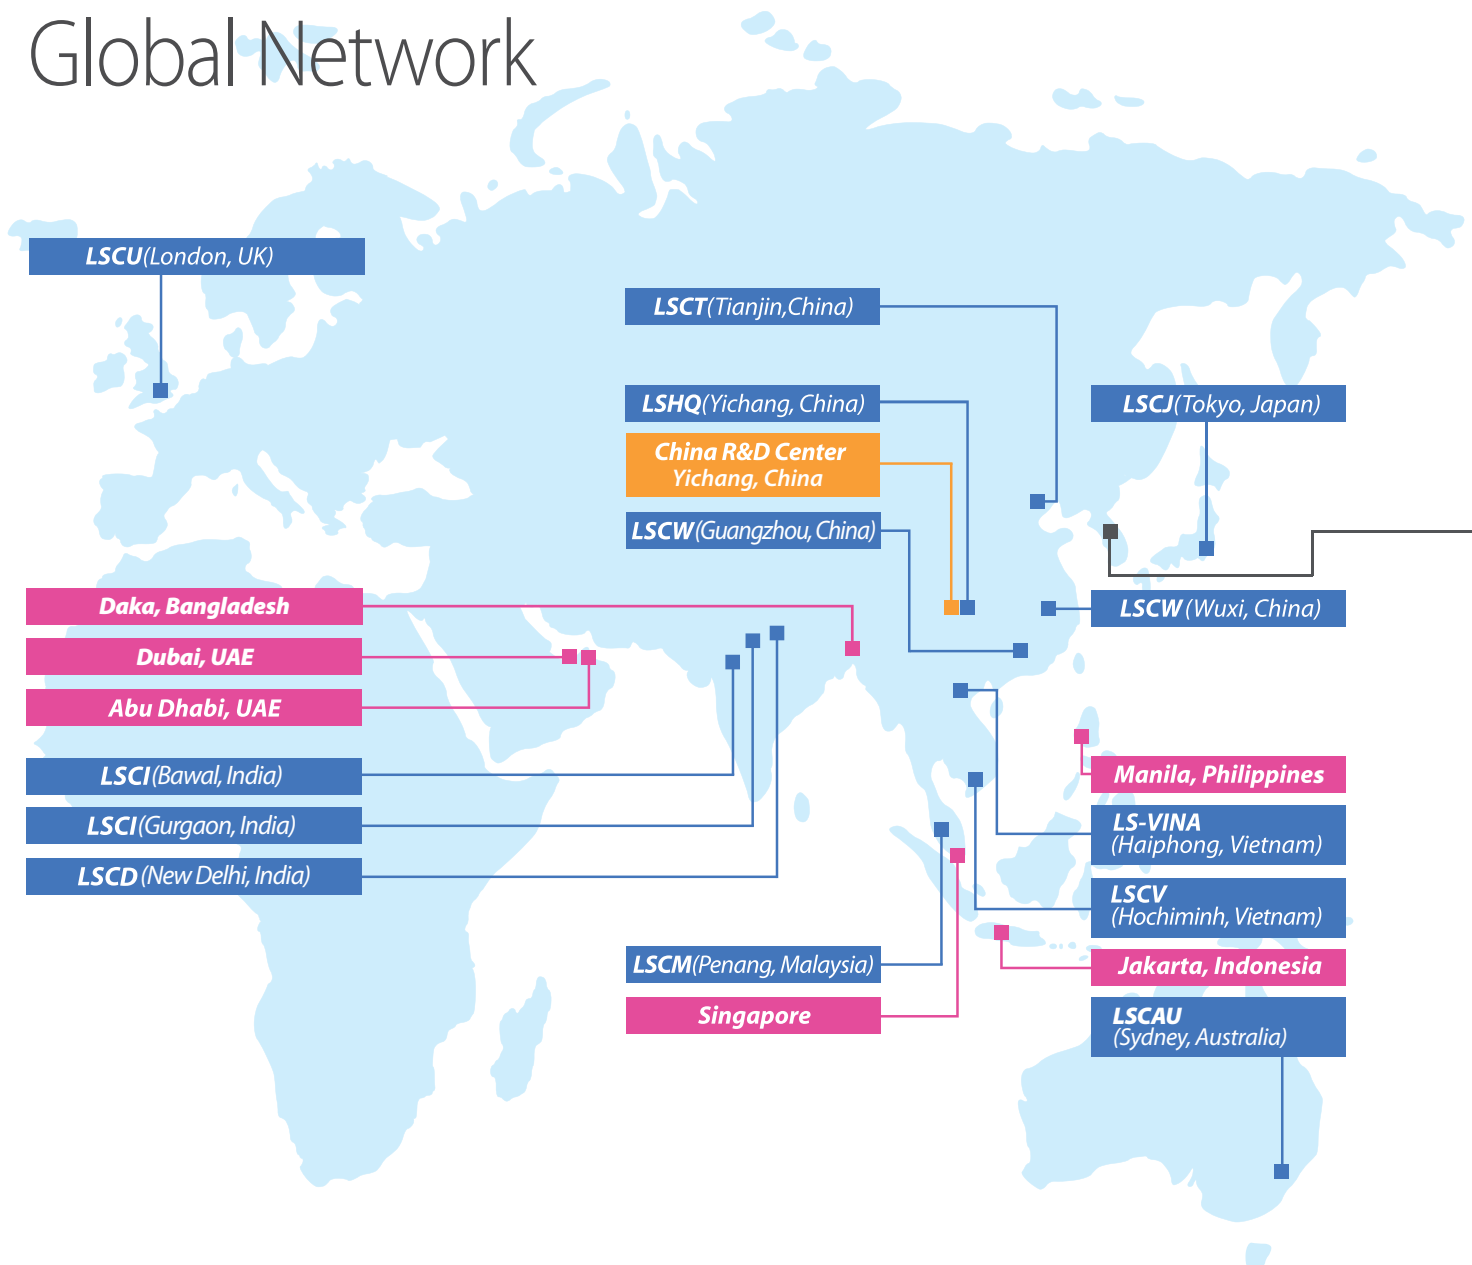 Global Network
LSCU(London, UK)
LSCT(Tianjin,China)
LSHQ(Yichang, China)
LSCJ(Tokyo, Japan)
China R&D Center
Yichang, China
LSCW(Guangzhou, China)
Daka, Bangladesh
LSCW (Wuxi, China)
Dubai, UAE
Abu Dhabi, UAE
LSCI(Bawal, India)
Manila, Philippines
LSCI(Gurgaon, India)
LS-VINA
(Haiphong, Vietnam)
LSCD(New Delhi, India)
LSCV
(Hochiminh, Vietnam)
LSCM(Penang, Malaysia)
Jakarta, Indonesia
Singapore
LSCAU
(Sydney, Australia)